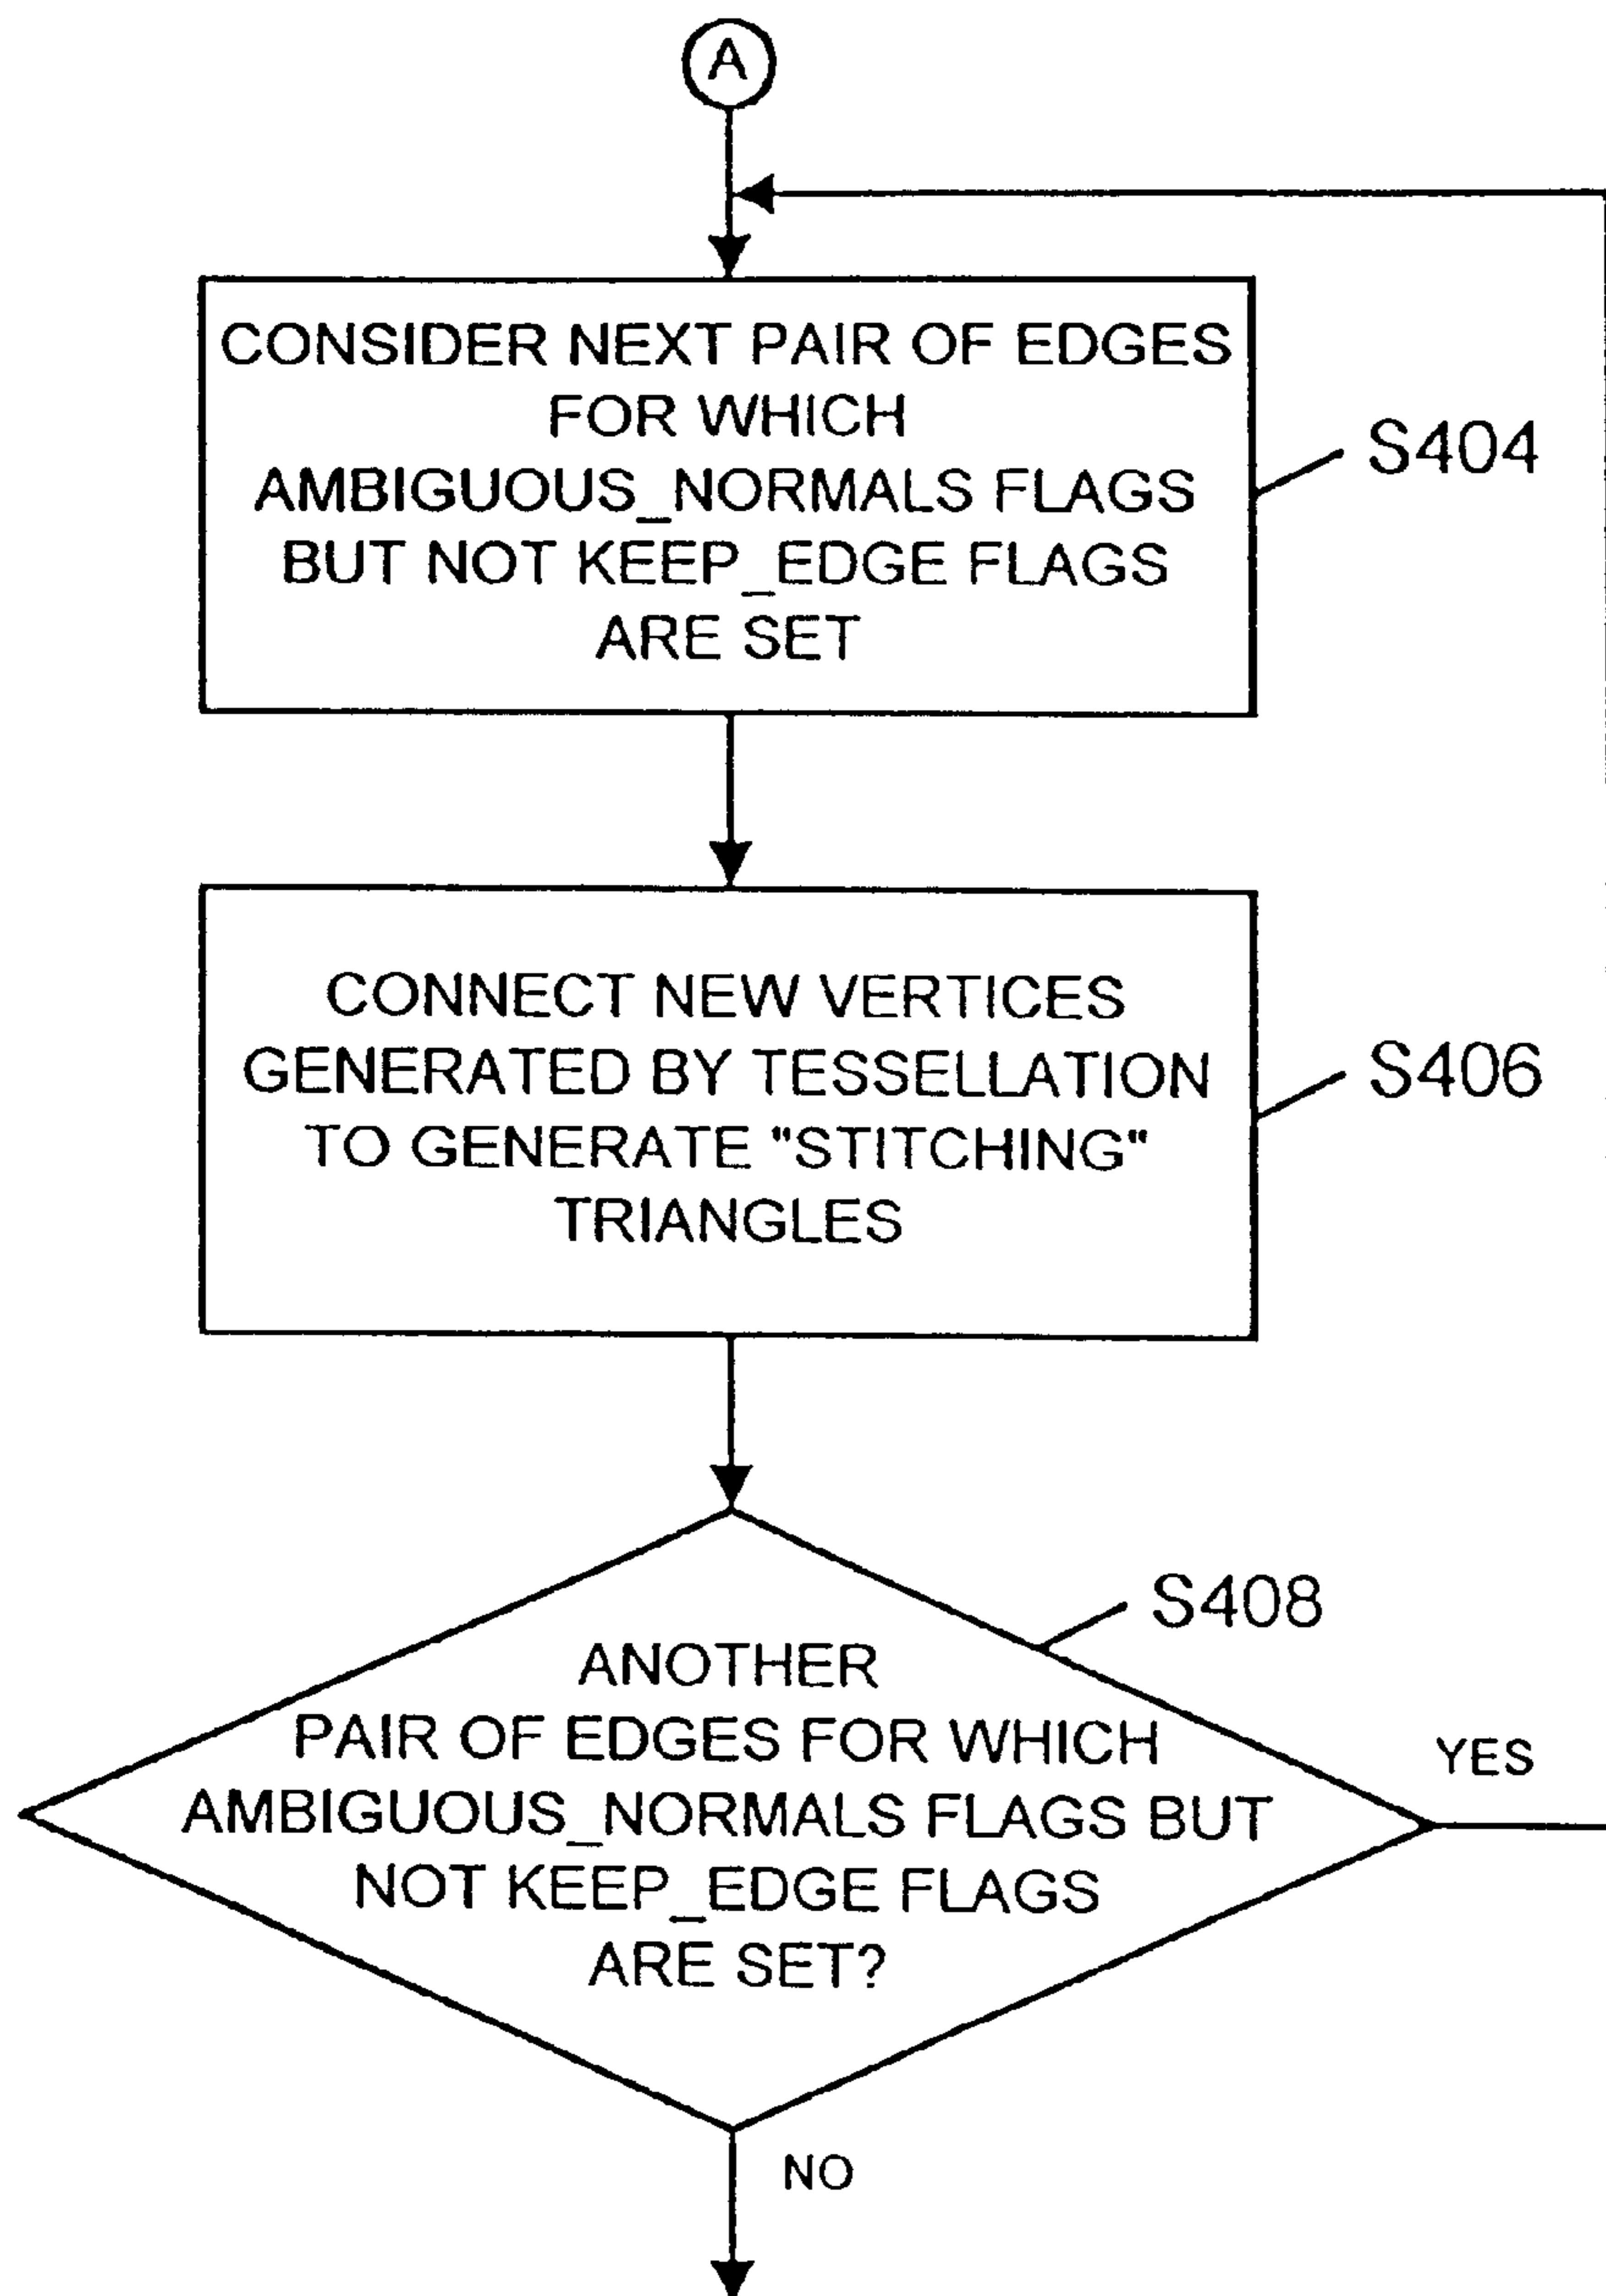 A
CONSIDER NEXT PAIR OF EDGES
FOR WHICH
AMBIGUOUS_NORMALS FLAGS
BUT NOT KEEP_EDGE FLAGS
ARE SET
S404
CONNECT NEW VERTICES
GENERATED BY TESSELLATION
TO GENERATE "STITCHING"
TRIANGLES
S406
S408
ANOTHER
PAIR OF EDGES FOR WHICH
AMBIGUOUS_NORMALS FLAGS BUT
NOT KEEP_EDGE FLAGS
ARE SET?
YES
NO